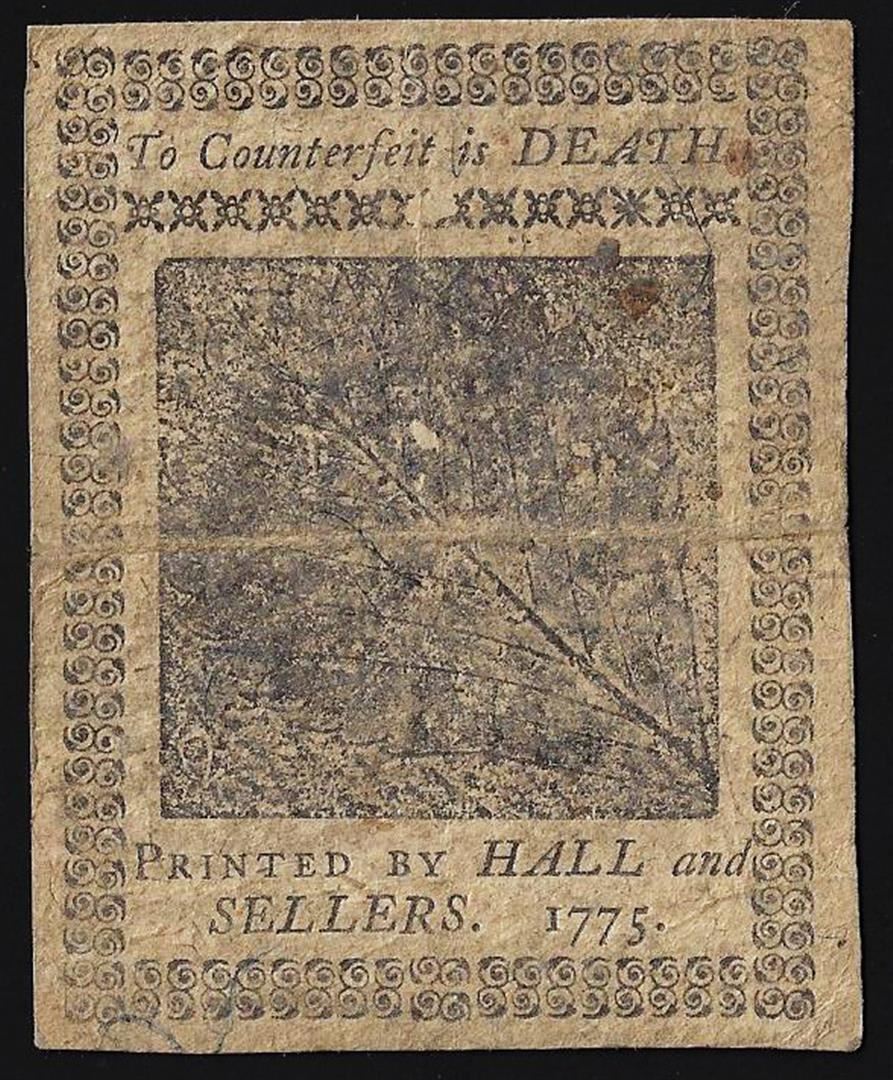 To Counterfeit is DEATH.
PRINTED BY HALL and
SELLERS. 1775.